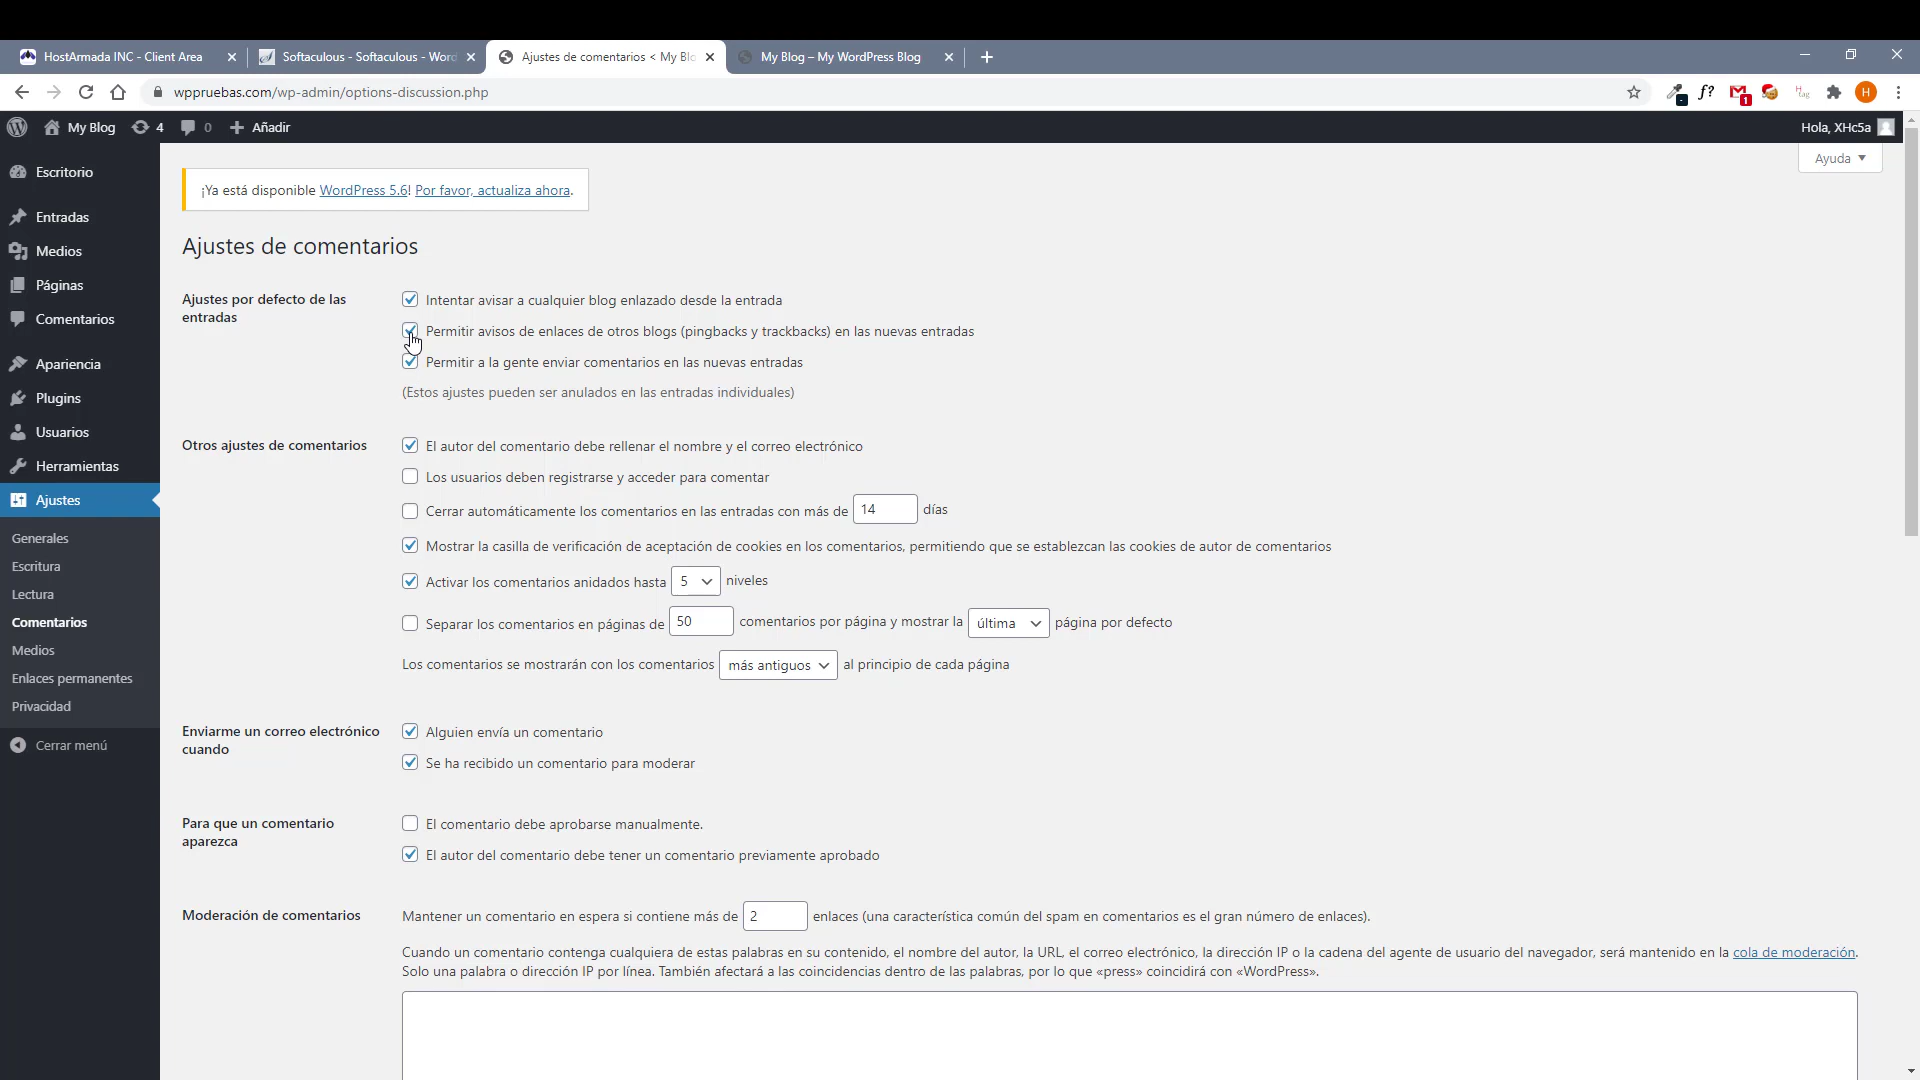 HostArmada INC - Client Area
Softaculous - Softaculous - Word
Ajustes de comentarios < My Blo
My Blog – My WordPress Blog
wppruebas.com/wp-admin/options-discussion.php
f?
1
H
My Blog
4
0
Añadir
Hola, XHc5a
Ayuda
Escritorio
Entradas
Medios
Páginas
Comentarios
Apariencia
Plugins
Usuarios
Herramientas
Ajustes
Generales
Escritura
Lectura
Comentarios
Medios
Enlaces permanentes
Privacidad
Cerrar menú
¡Ya está disponible WordPress 5.6! Por favor, actualiza ahora.
Ajustes de comentarios
Ajustes por defecto de las
entradas
Intentar avisar a cualquier blog enlazado desde la entrada
Permitir avisos de enlaces de otros blogs (pingbacks y trackbacks) en las nuevas entradas
Permitir a la gente enviar comentarios en las nuevas entradas
(Estos ajustes pueden ser anulados en las entradas individuales)
Otros ajustes de comentarios
El autor del comentario debe rellenar el nombre y el correo electrónico
Los usuarios deben registrarse y acceder para comentar
Cerrar automáticamente los comentarios en las entradas con más de 14 días
Mostrar la casilla de verificación de aceptación de cookies en los comentarios, permitiendo que se establezcan las cookies de autor de comentarios
Activar los comentarios anidados hasta 5 niveles
Separar los comentarios en páginas de 50 comentarios por página y mostrar la última página por defecto
Los comentarios se mostrarán con los comentarios más antiguos al principio de cada página
Enviarme un correo electrónico
cuando
Alguien envía un comentario
Se ha recibido un comentario para moderar
Para que un comentario
aparezca
El comentario debe aprobarse manualmente.
El autor del comentario debe tener un comentario previamente aprobado
Moderación de comentarios
Mantener un comentario en espera si contiene más de 2 enlaces (una característica común del spam en comentarios es el gran número de enlaces).
Cuando un comentario contenga cualquiera de estas palabras en su contenido, el nombre del autor, la URL, el correo electrónico, la dirección IP o la cadena del agente de usuario del navegador, será mantenido en la cola de moderación.
Solo una palabra o dirección IP por línea. También afectará a las coincidencias dentro de las palabras, por lo que «press» coincidirá con «WordPress».